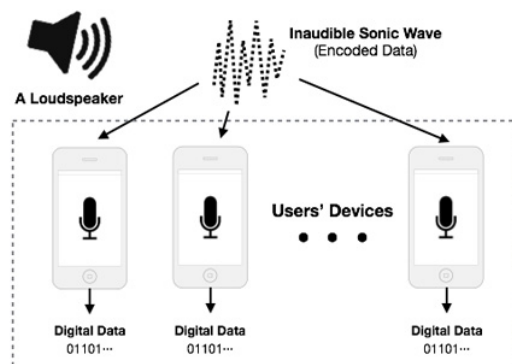 Inaudible Sonic Wave
(Encoded Data)
A Loudspeaker
Users' Devices
Digital Data
01101···
Digital Data
01101···
Digital Data
01101···